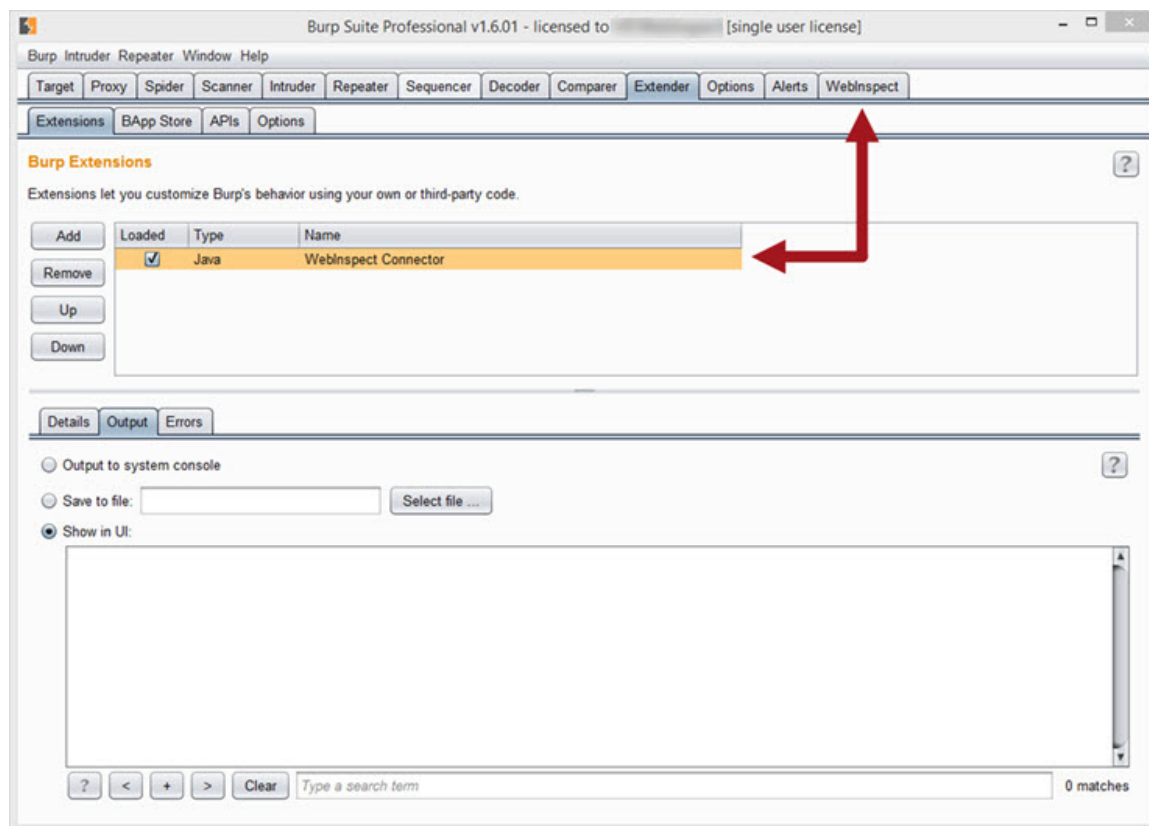 Burp Suite Professional v1.6.01 - licensed to [single user license]
Burp Intruder Repeater Window Help
Target Proxy Spider Scanner Intruder Repeater Sequencer Decoder Comparer Extender Options Alerts WebInspect
Extensions BApp Store APIs Options
Burp Extensions
?
Extensions let you customize Burp's behavior using your own or third-party code.
Add Loaded Type Name
Java WebInspect Connector
Remove
Up
Down
Details Output Errors
Output to system console
?
Save to file: Select file ...
Show in UI:
? < + > Clear Type a search term 0 matches